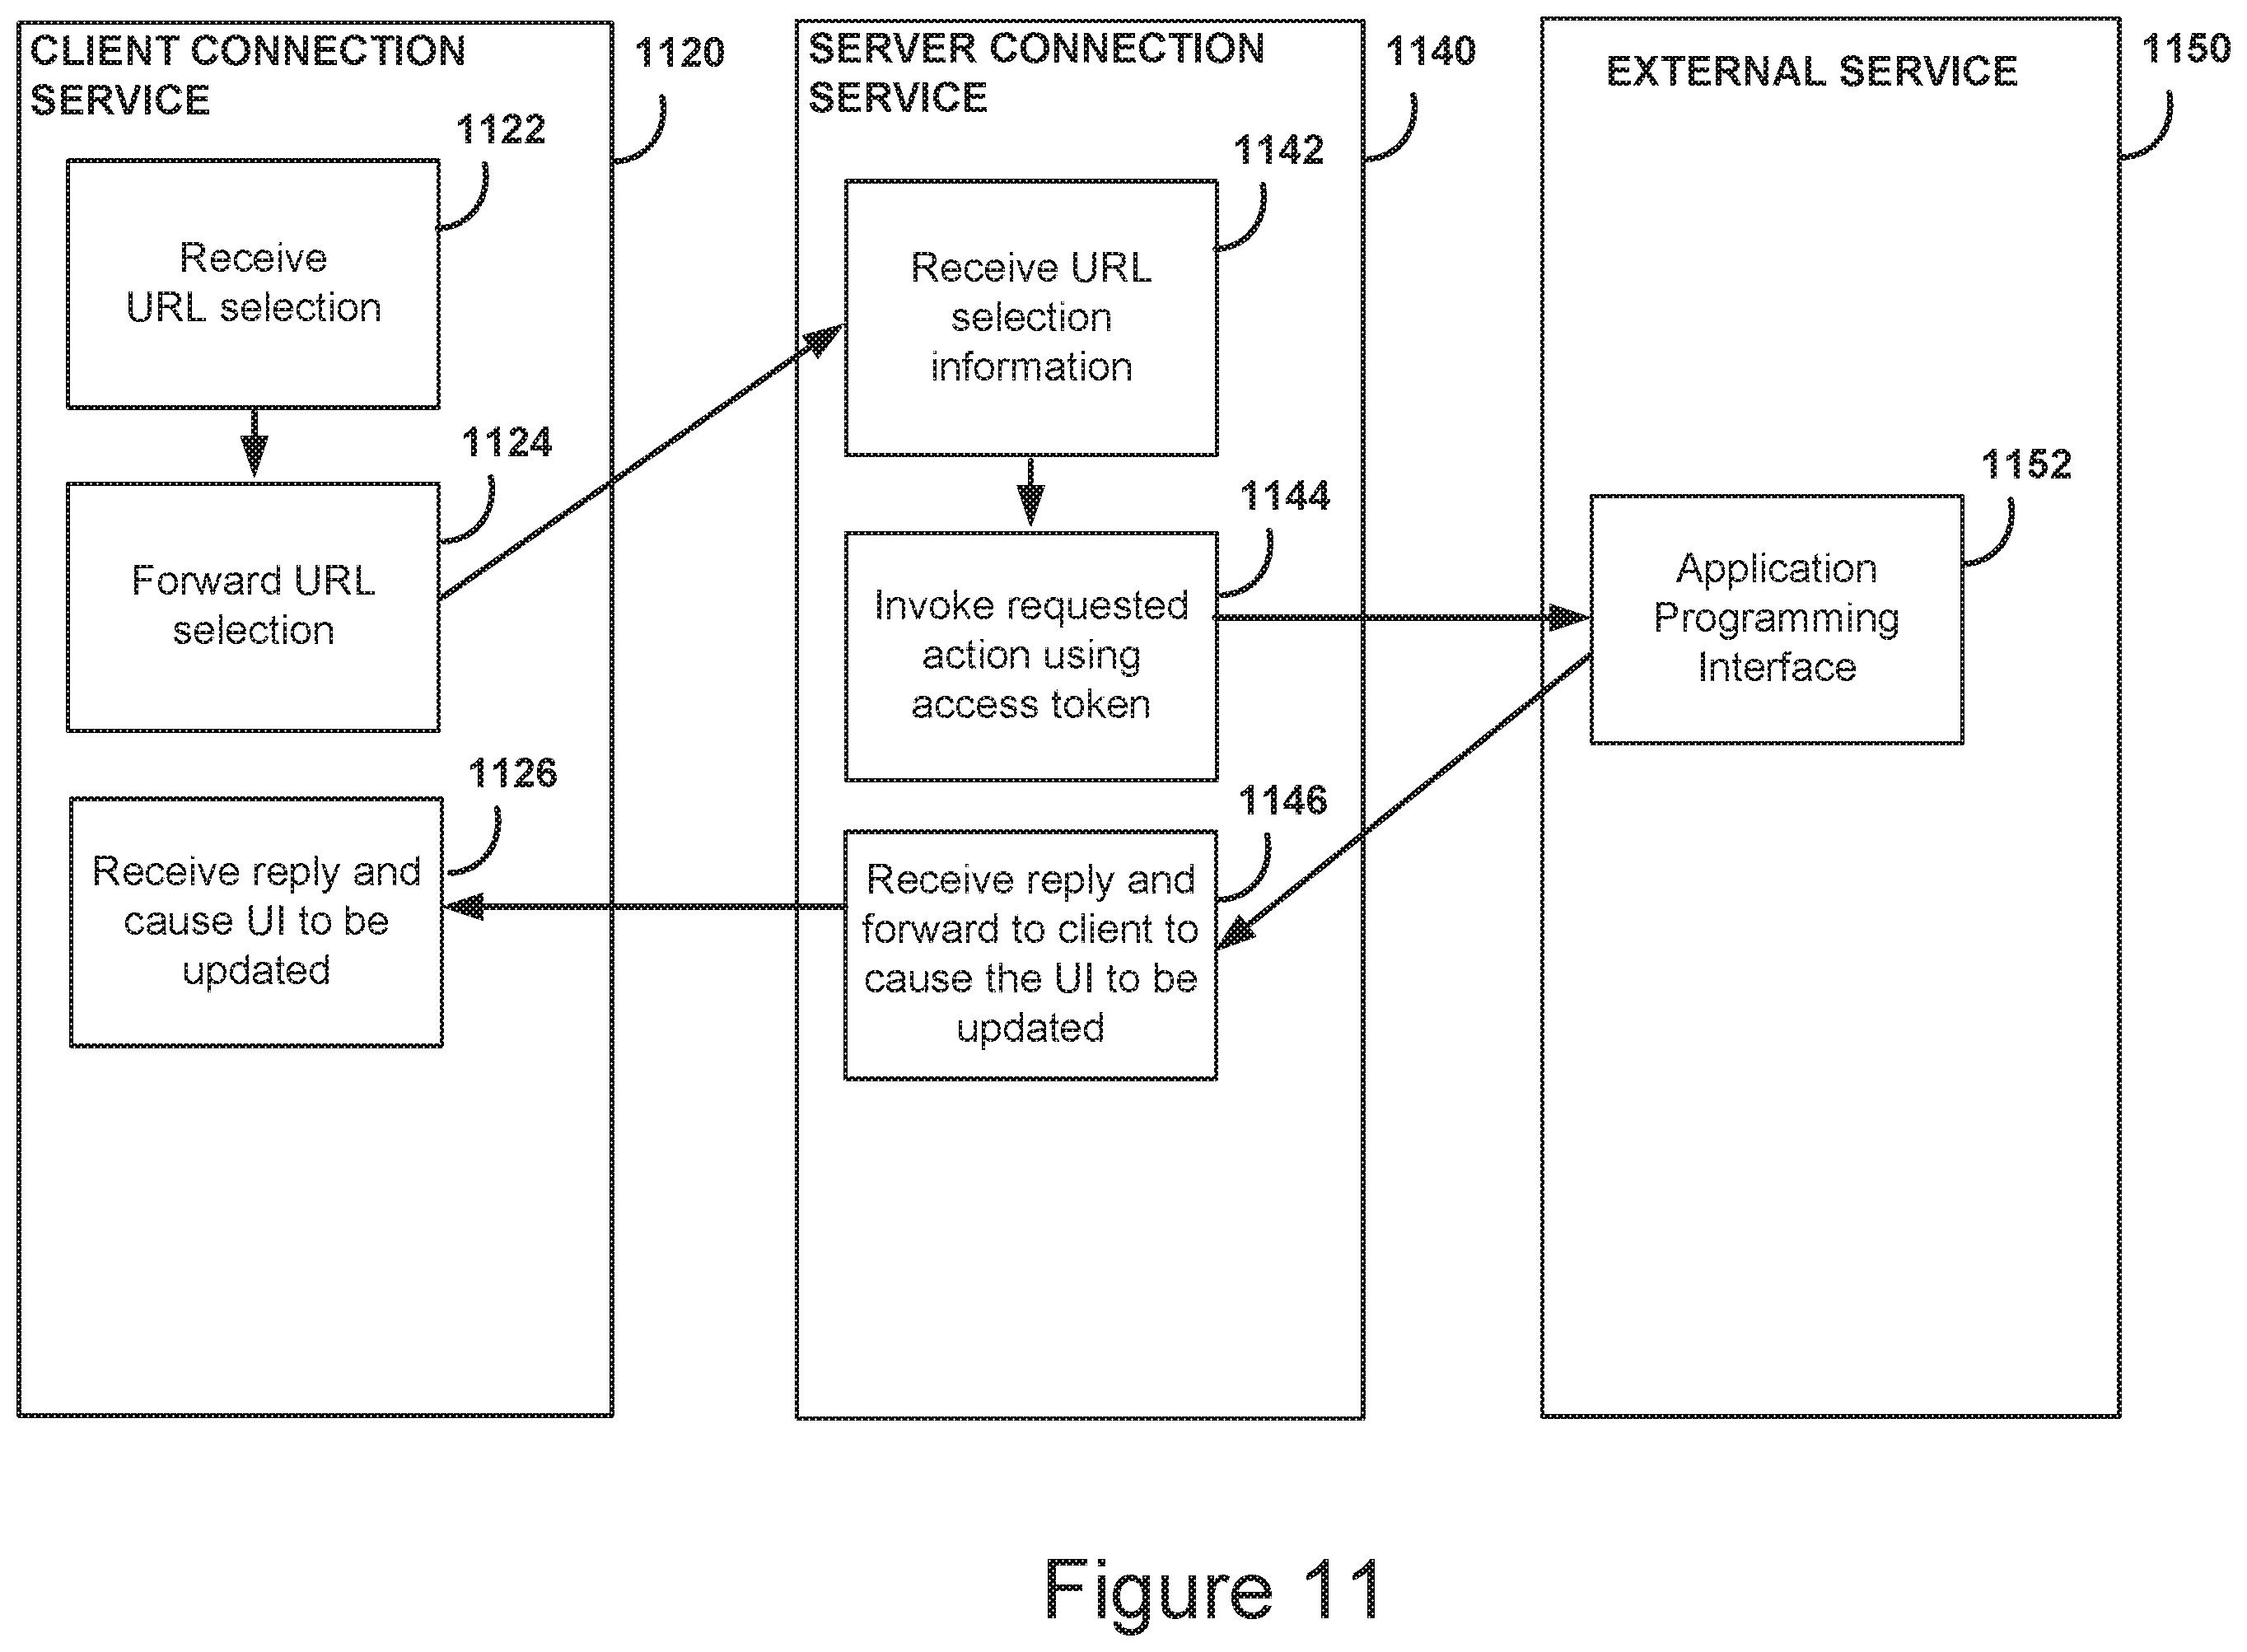 CLIENT CONNECTION
SERVICE
1120
1122
Receive
URL selection
1124
Forward URL
selection
1126
Receive reply and
cause UI to be
updated
SERVER CONNECTION
SERVICE
1140
1142
Receive URL
selection
information
1144
Invoke requested
action using
access token
1146
Receive reply and
forward to client to
cause the UI to be
updated
EXTERNAL SERVICE
1150
1152
Application
Programming
Interface
Figure 11